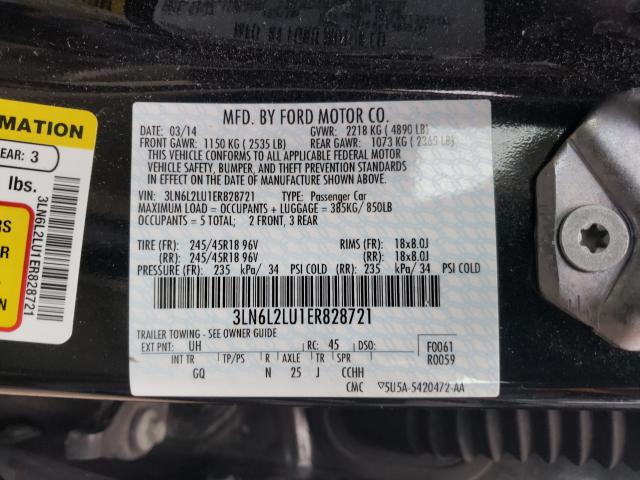 MFD. BY FORD MOTOR CO.
DATE: 03/14 GVWR: 2218 KG ( 4890 LB)
FRONT GAWR: 1150 KG ( 2535 LB) REAR GAWR: 1073 KG ( 2365 LB)
THIS VEHICLE CONFORMS TO ALL APPLICABLE FEDERAL MOTOR
VEHICLE SAFETY, BUMPER, AND THEFT PREVENTION STANDARDS
IN EFFECT ON THE DATE OF MANUFACTURE SHOWN ABOVE.
VIN: 3LN6L2LU1ER828721 TYPE: Passenger Car
MAXIMUM LOAD = OCCUPANTS + LUGGAGE = 385KG/ 850LB
OCCUPANTS = 5 TOTAL; 2 FRONT, 3 REAR
TIRE (FR): 245/45R18 96V RIMS (FR): 18x8.0J
(RR): 245/45R18 96V (RR): 18x8.0J
PRESSURE (FR): 235 kPa/ 34 PSI COLD (RR): 235 kPa/ 34 PSI COLD
3LN6L2LU1ER828721
TRAILER TOWING - SEE OWNER GUIDE
EXT PNT: UH RC: 45 DSO: F0061
R0059
INT TR TP/PS R AXLE TR SPR
GQ N 25 J CCHH
CMC 5U5A-5420472-AA
RMATION
EAR: 3
lbs.
RS
R
3LN6L2LU1ER828721